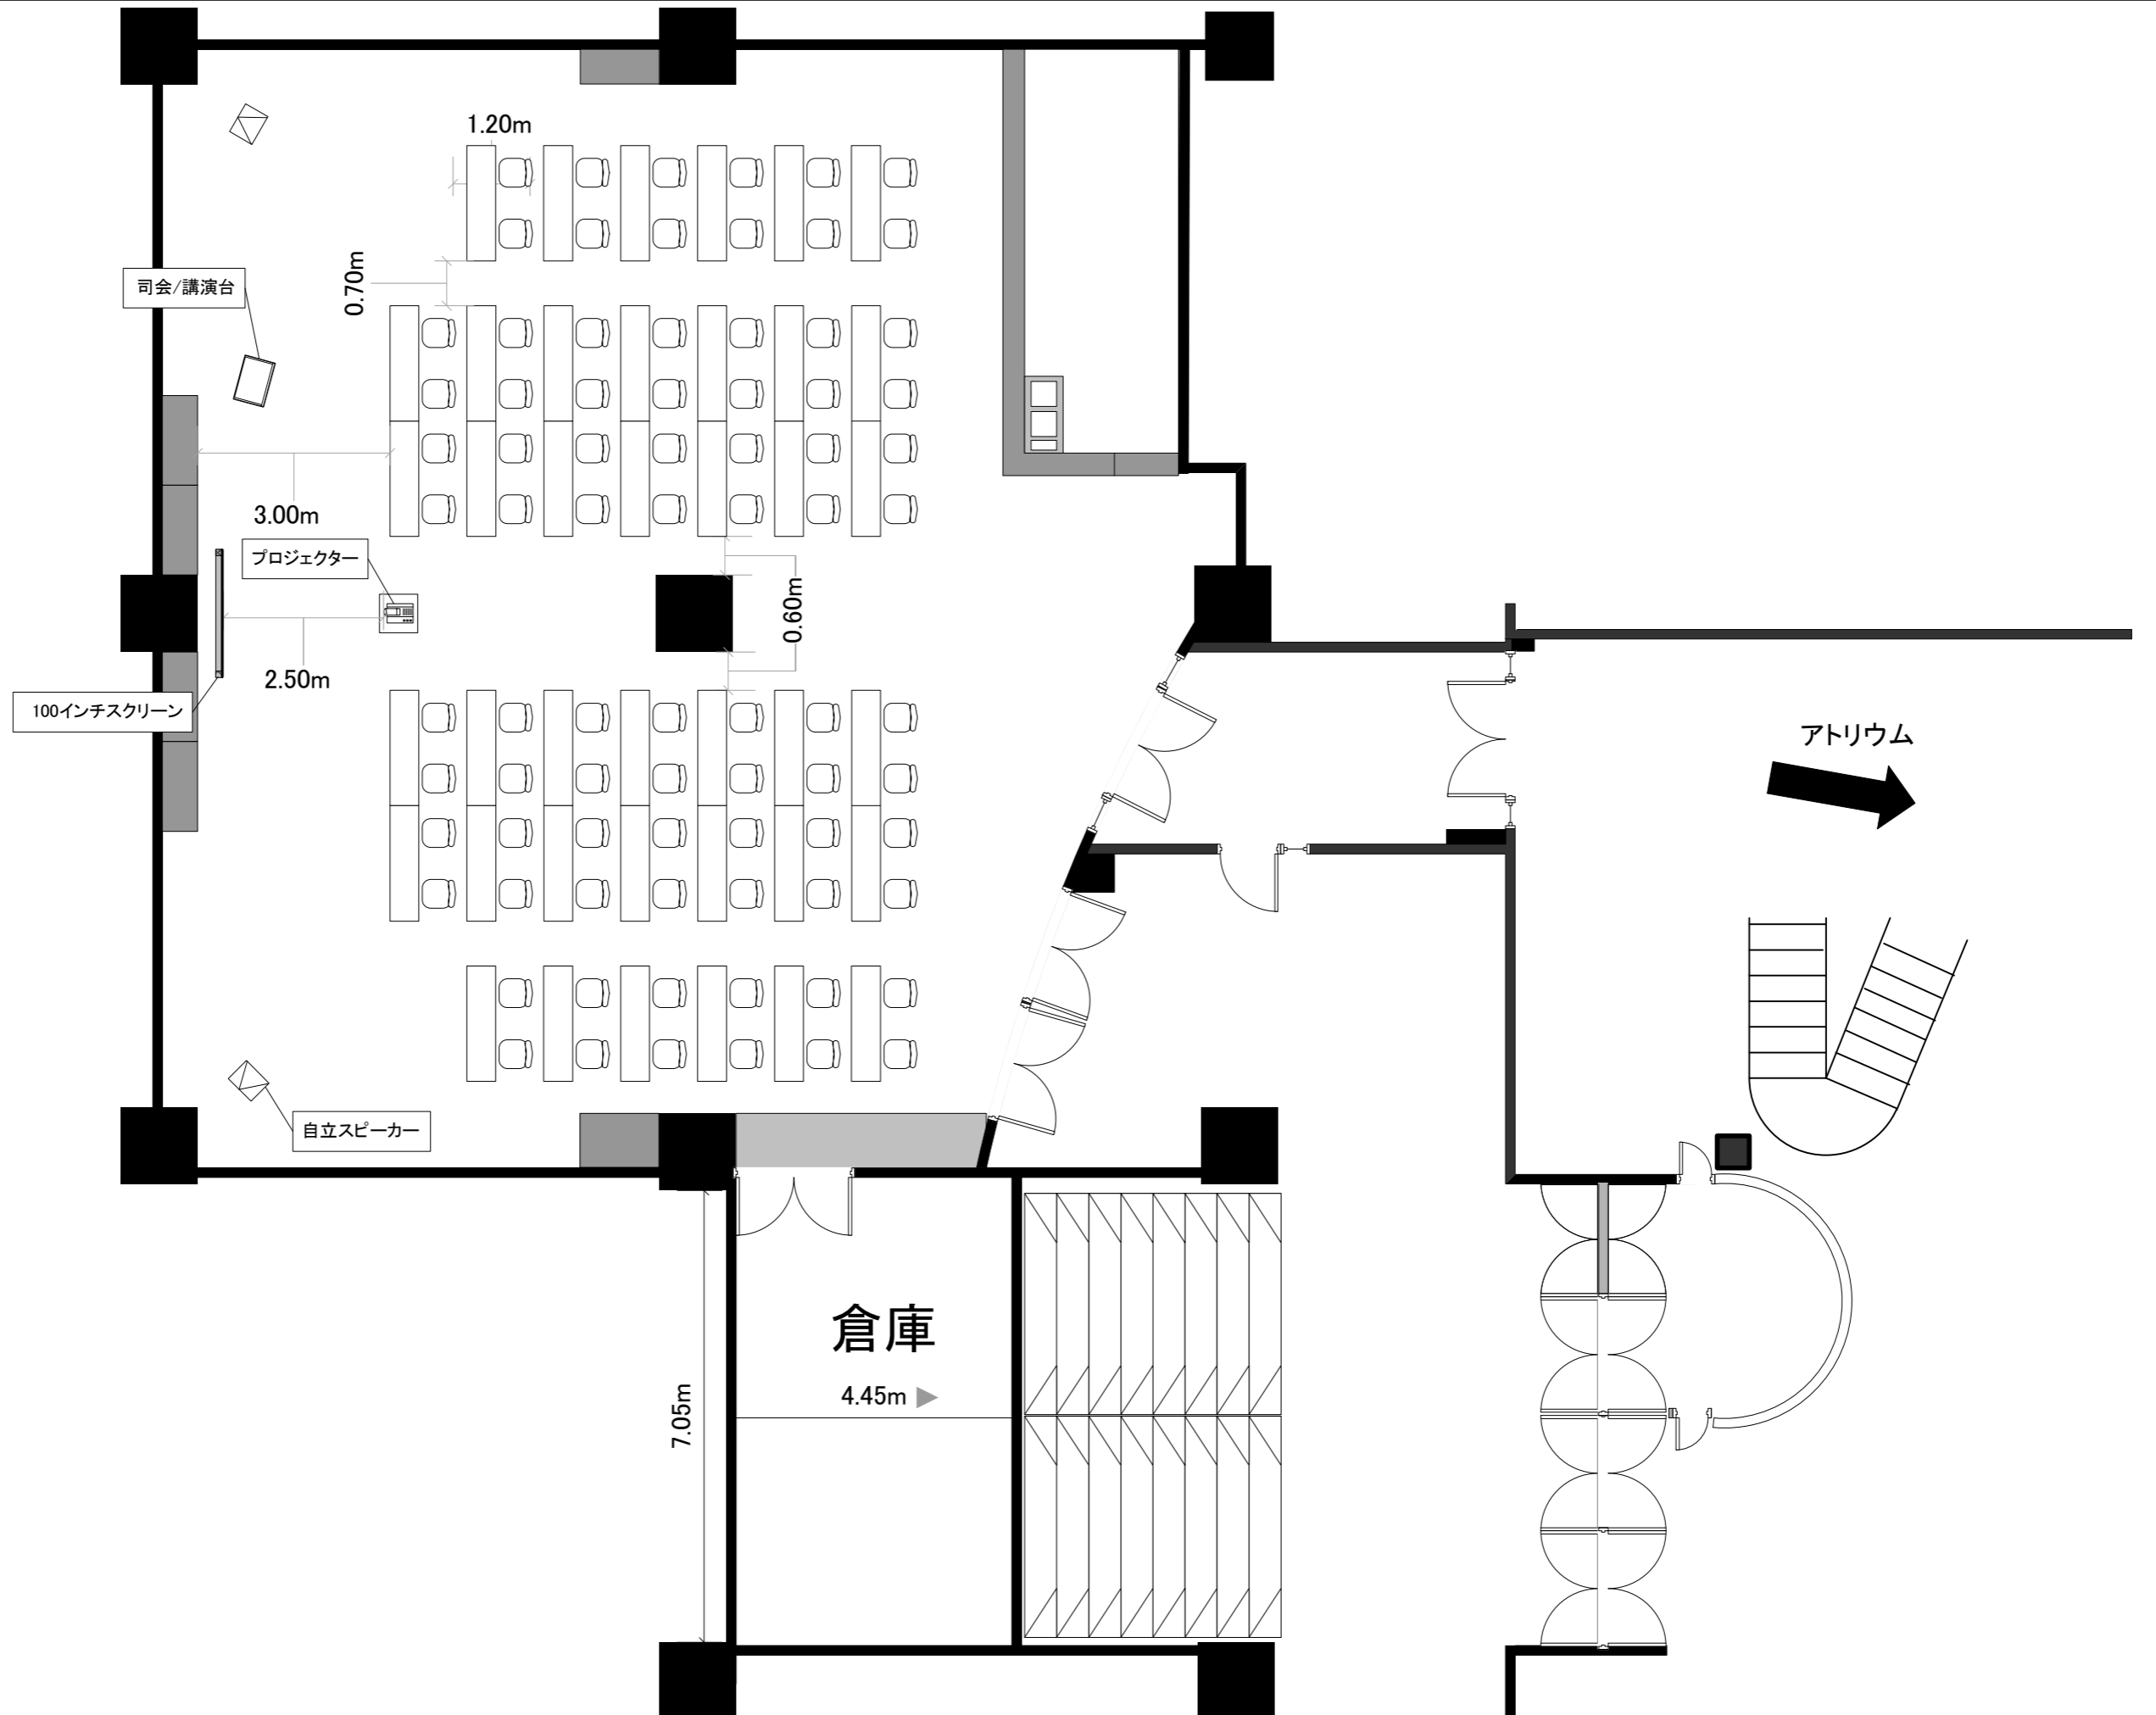 1.20m
0.70m
司会/講演台
3.00m
プロジェクター
0.60m
2.50m
100インチスクリーン
アトリウム
自立スピーカー
倉庫
4.45m
7.05m